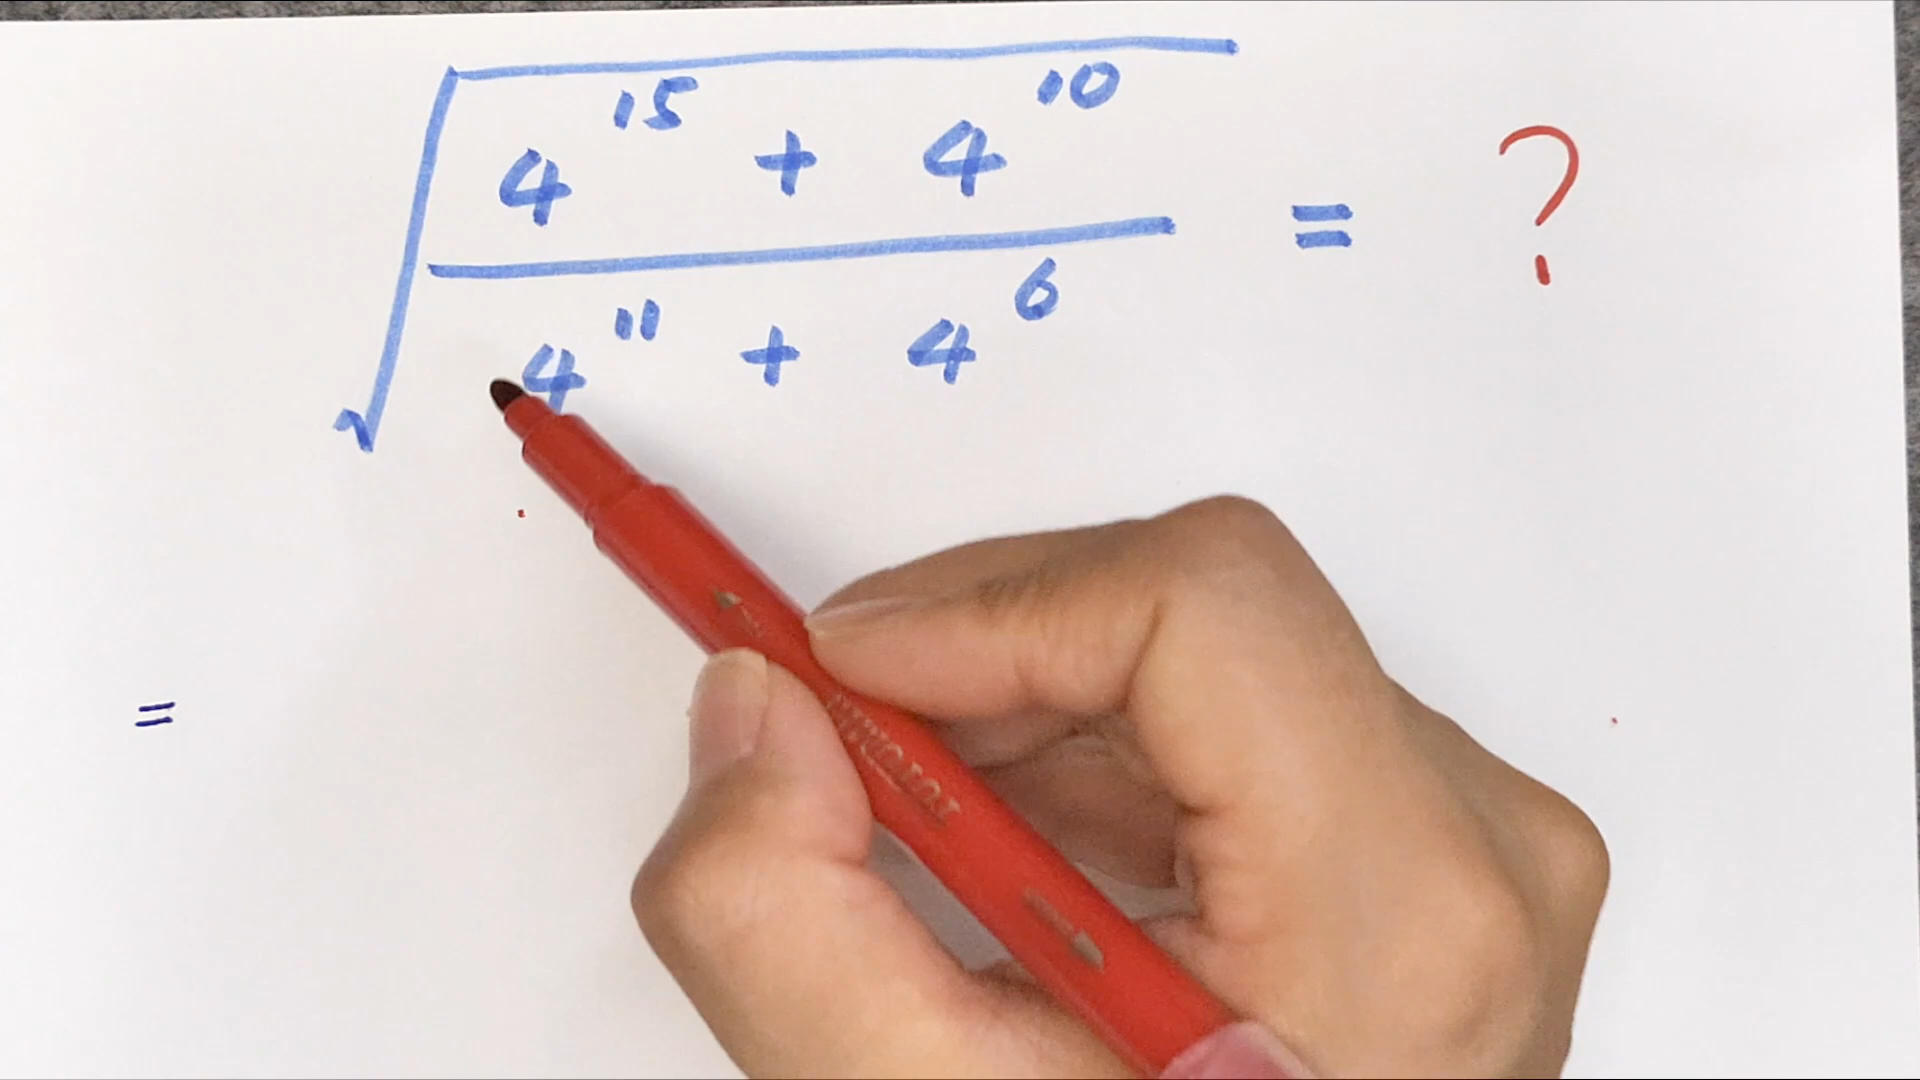 √
4¹⁵ + 4¹⁰
4¹¹ + 4⁶
= ?
=